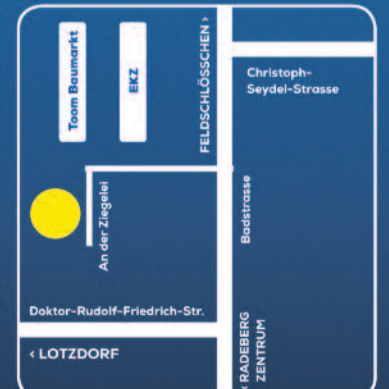 Toom Baumarkt
EKZ
FELDSCHLÖSSCHEN >
Christoph-
Seydel-Strasse
An der Ziegelei
Badstrasse
Doktor-Rudolf-Friedrich-Str.
< LOTZDORF
< RADEBERG
ZENTRUM